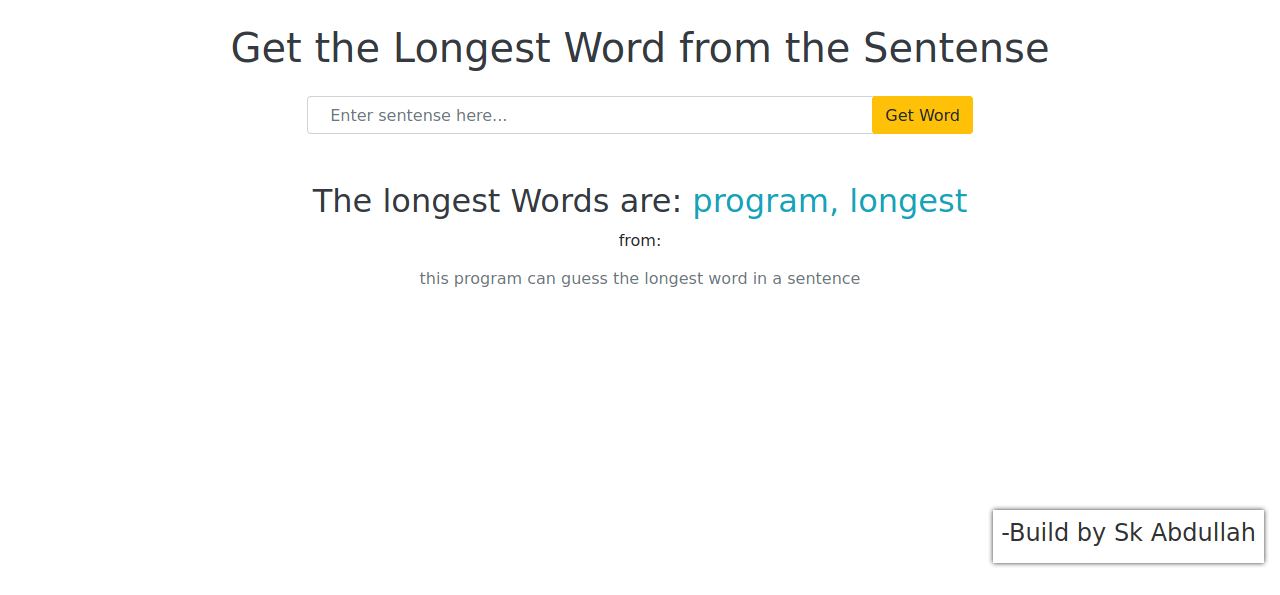 Get the Longest Word from the Sentense
Enter sentense here...
Get Word
The longest Words are: program, longest
from:
this program can guess the longest word in a sentence
-Build by Sk Abdullah